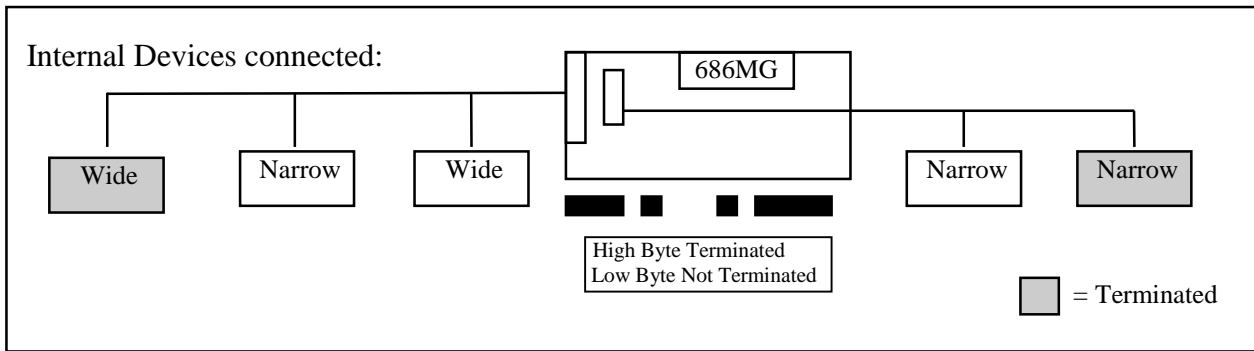 Internal Devices connected:
686MG
Wide
Narrow
Wide
Narrow
Narrow
High Byte Terminated
Low Byte Not Terminated
= Terminated